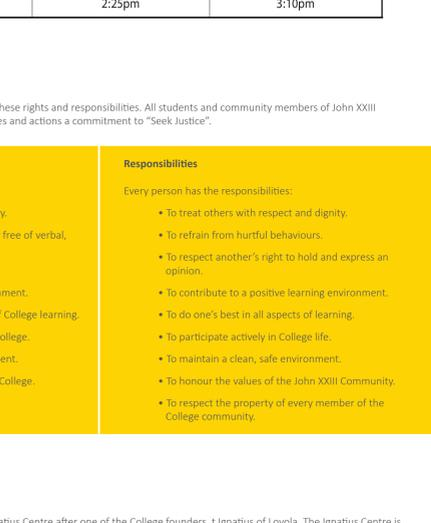 2:25pm 3:10pm
hese rights and responsibilities. All students and community members of John XXIII
es and actions a commitment to “Seek Justice”.
y.
free of verbal,
nment.
f College learning.
ollege.
ent.
College.
Responsibilities
Every person has the responsibilities:
• To treat others with respect and dignity.
• To refrain from hurtful behaviours.
• To respect another’s right to hold and express an
opinion.
• To contribute to a positive learning environment.
• To do one’s best in all aspects of learning.
• To participate actively in College life.
• To maintain a clean, safe environment.
• To honour the values of the John XXIII Community.
• To respect the property of every member of the
College community.
natius Centre after one of the College founders, t Ignatius of Loyola. The Ignatius Centre is